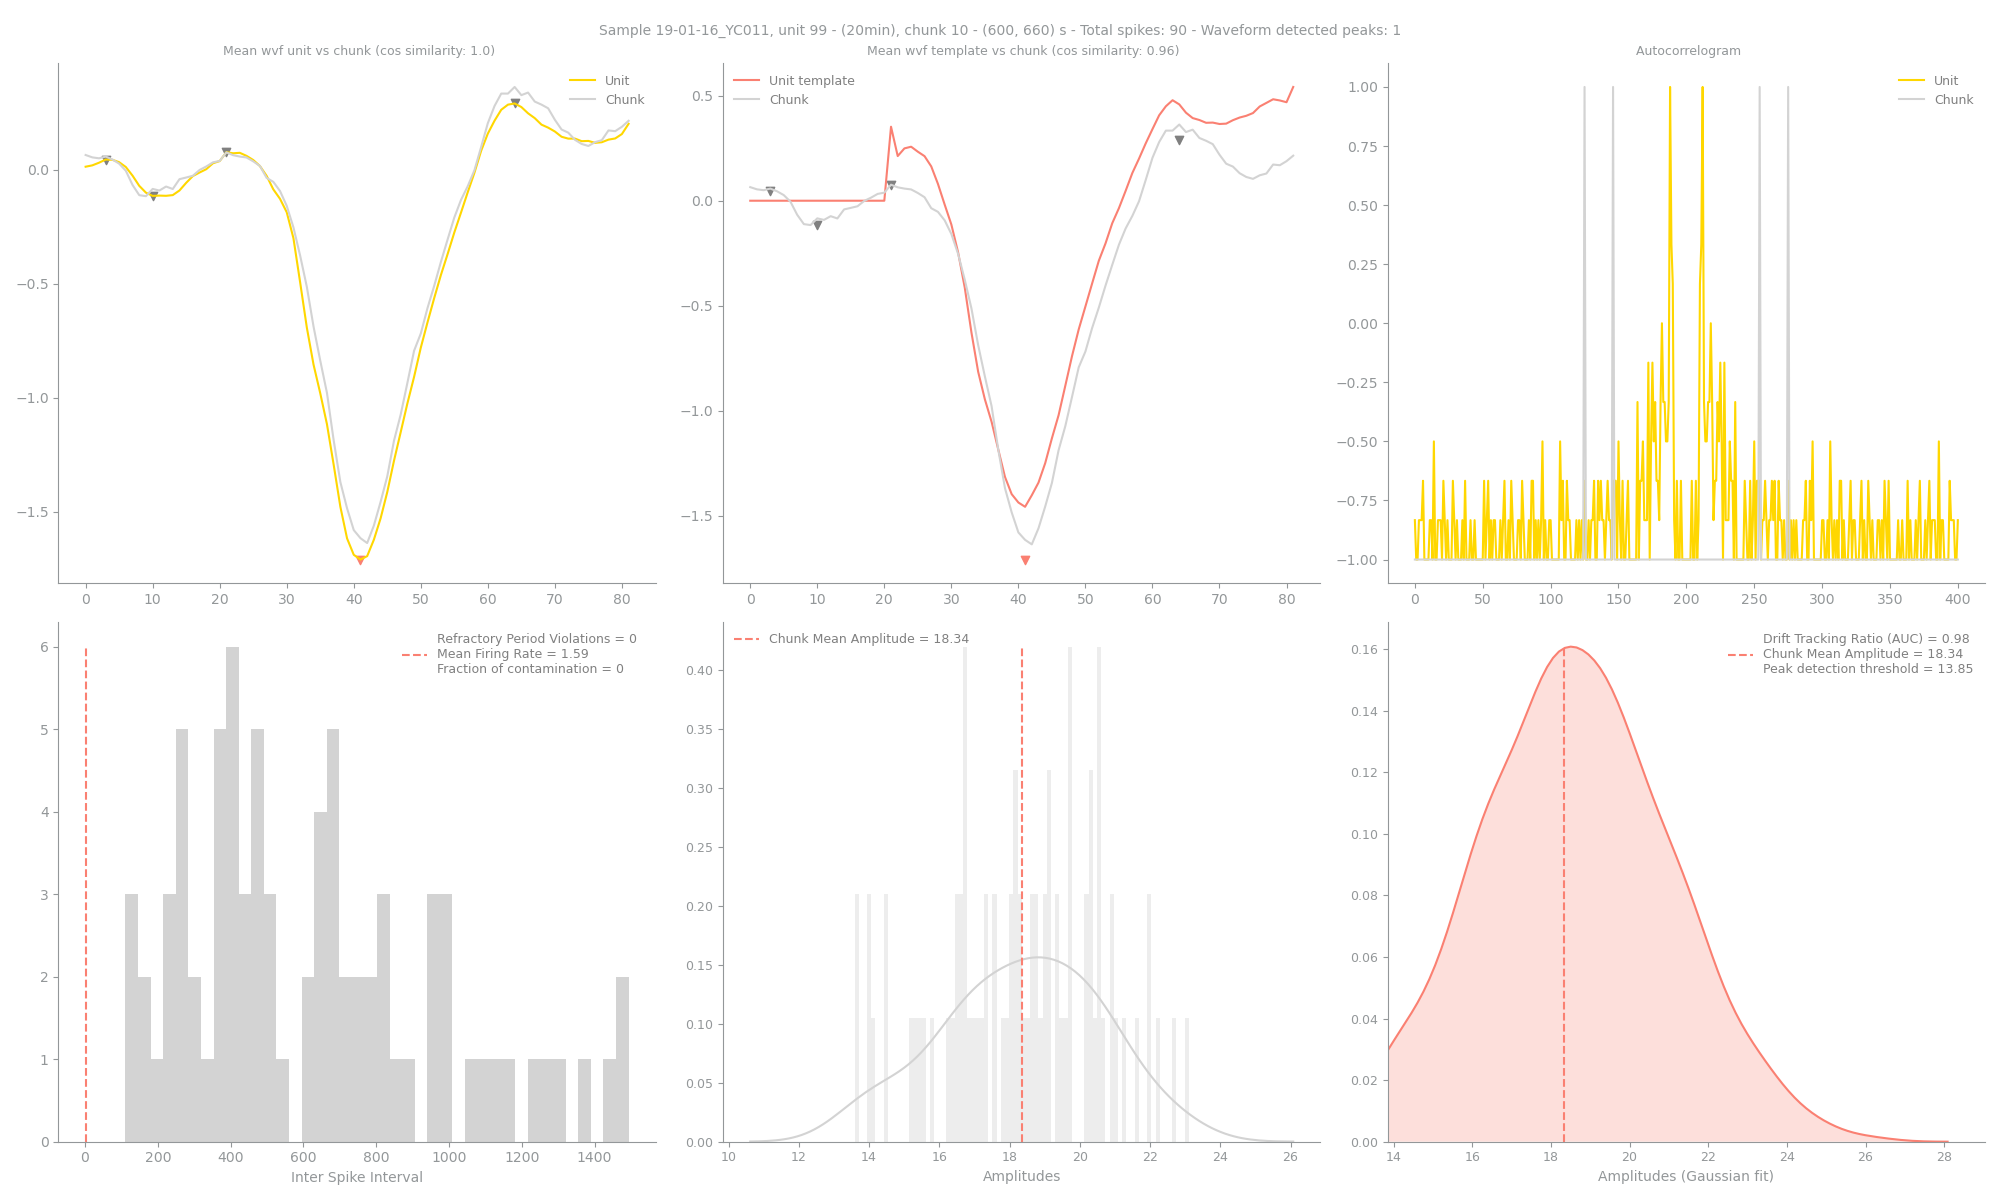 Sample 19-01-16_YC011, unit 99 - (20min), chunk 10 - (600, 660) s - Total spikes: 90 - Waveform detected peaks: 1
Mean wvf unit vs chunk (cos similarity: 1.0)
Unit
Chunk
0.0
−0.5
−1.0
−1.5
0 10 20 30 40 50 60 70 80
Mean wvf template vs chunk (cos similarity: 0.96)
Unit template
Chunk
0.5
0.0
−0.5
−1.0
−1.5
0 10 20 30 40 50 60 70 80
Autocorrelogram
Unit
Chunk
1.00
0.75
0.50
0.25
0.00
−0.25
−0.50
−0.75
−1.00
0 50 100 150 200 250 300 350 400
Refractory Period Violations = 0
Mean Firing Rate = 1.59
Fraction of contamination = 0
6
5
4
3
2
1
0
0 200 400 600 800 1000 1200 1400
Inter Spike Interval
Chunk Mean Amplitude = 18.34
0.40
0.35
0.30
0.25
0.20
0.15
0.10
0.05
0.00
10 12 14 16 18 20 22 24 26
Amplitudes
Drift Tracking Ratio (AUC) = 0.98
Chunk Mean Amplitude = 18.34
Peak detection threshold = 13.85
0.16
0.14
0.12
0.10
0.08
0.06
0.04
0.02
0.00
14 16 18 20 22 24 26 28
Amplitudes (Gaussian fit)